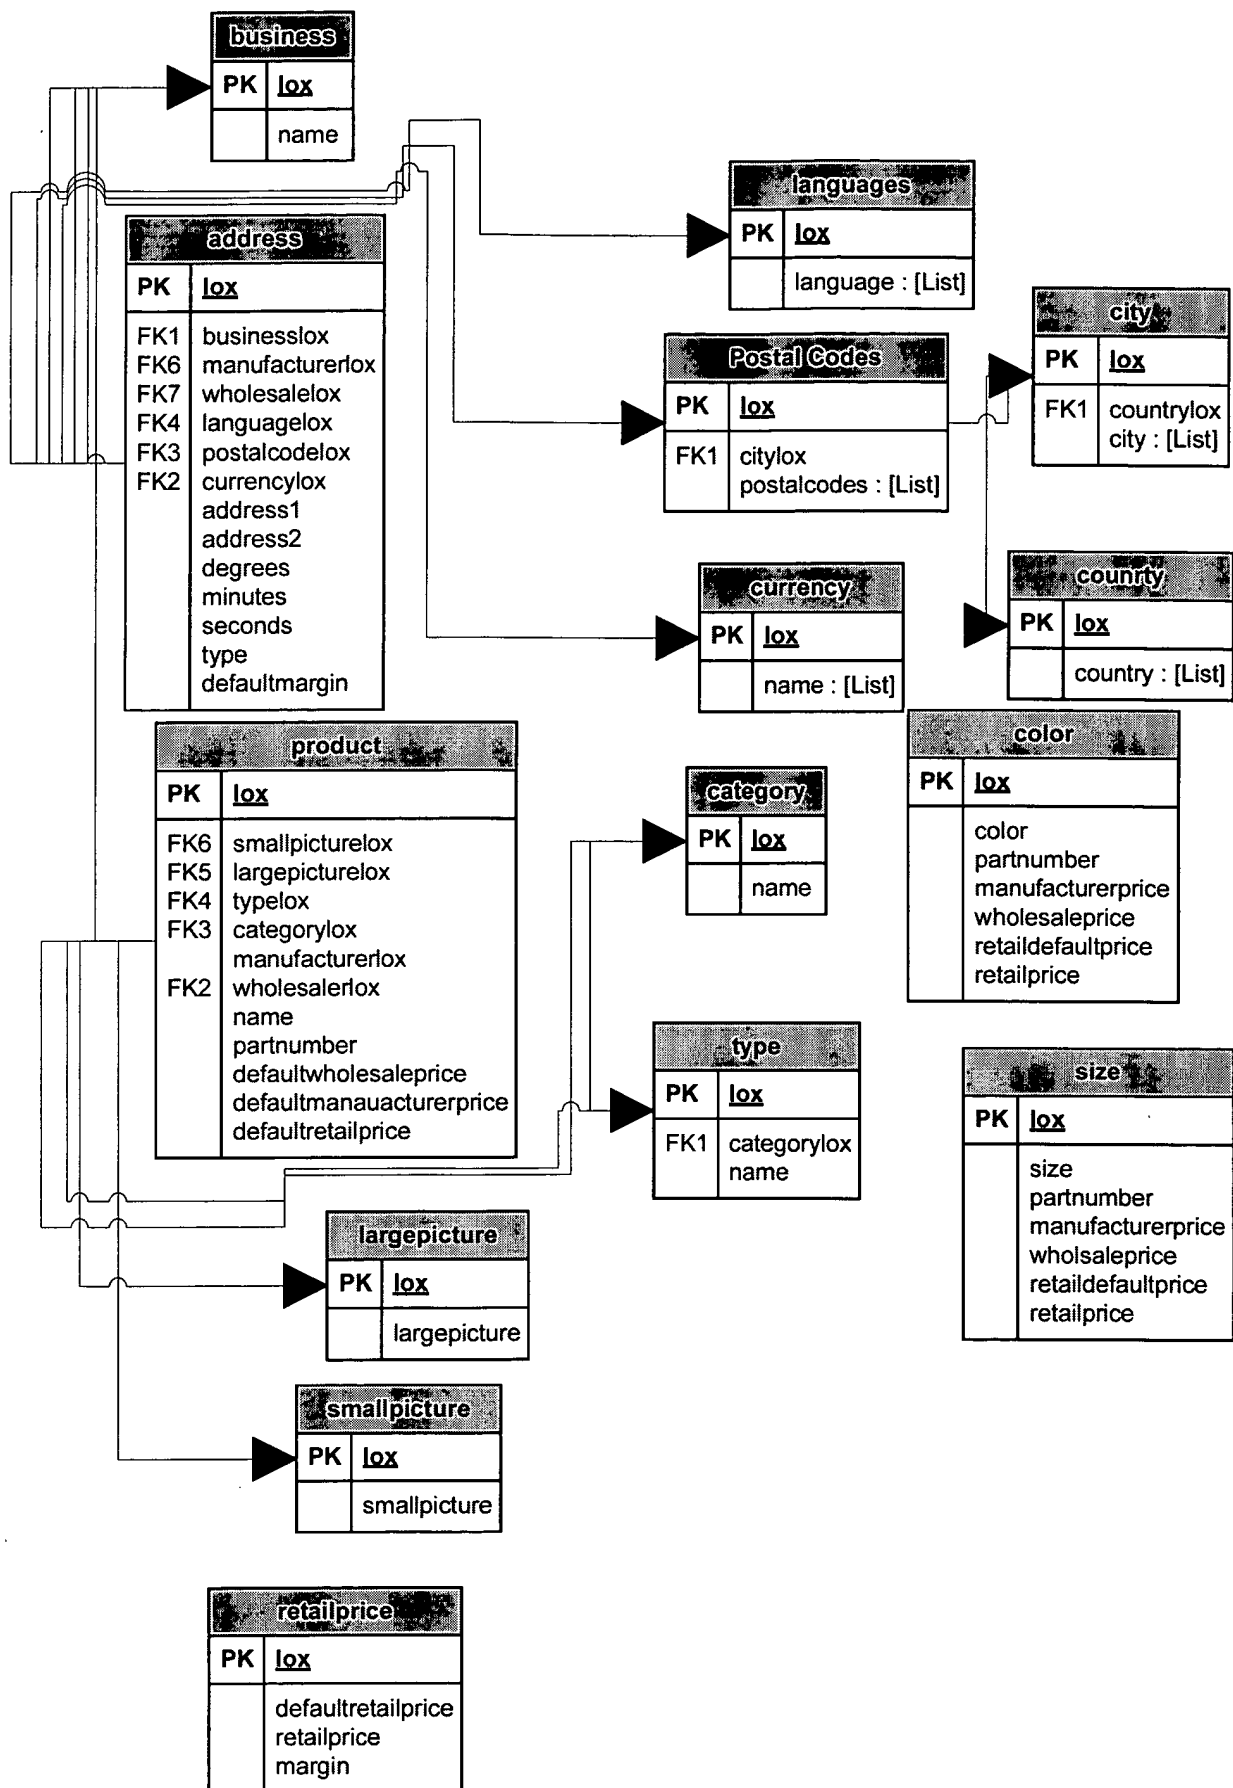 business
PK lox
name
languages
PK lox
language : [List]
address
PK lox
FK1 businesslox
FK6 manufacturerlox
FK7 wholesalelox
FK4 languagelox
FK3 postalcodelox
FK2 currencylox
address1
address2
degrees
minutes
seconds
type
defaultmargin
city
PK lox
FK1 countrylox
city : [List]
Postal Codes
PK lox
FK1 citylox
postalcodes : [List]
currency
PK lox
name : [List]
counrty
PK lox
country : [List]
product
PK lox
FK6 smallpicturelox
FK5 largepicturelox
FK4 typelox
FK3 categorylox
manufacturerlox
FK2 wholesalerlox
name
partnumber
defaultwholesaleprice
defaultmanauacturerprice
defaultretailprice
category
PK lox
name
color
PK lox
color
partnumber
manufacturerprice
wholesaleprice
retaildefaultprice
retailprice
type
PK lox
FK1 categorylox
name
size
PK lox
size
partnumber
manufacturerprice
wholsaleprice
retaildefaultprice
retailprice
largepicture
PK lox
largepicture
smallpicture
PK lox
smallpicture
retailprice
PK lox
defaultretailprice
retailprice
margin